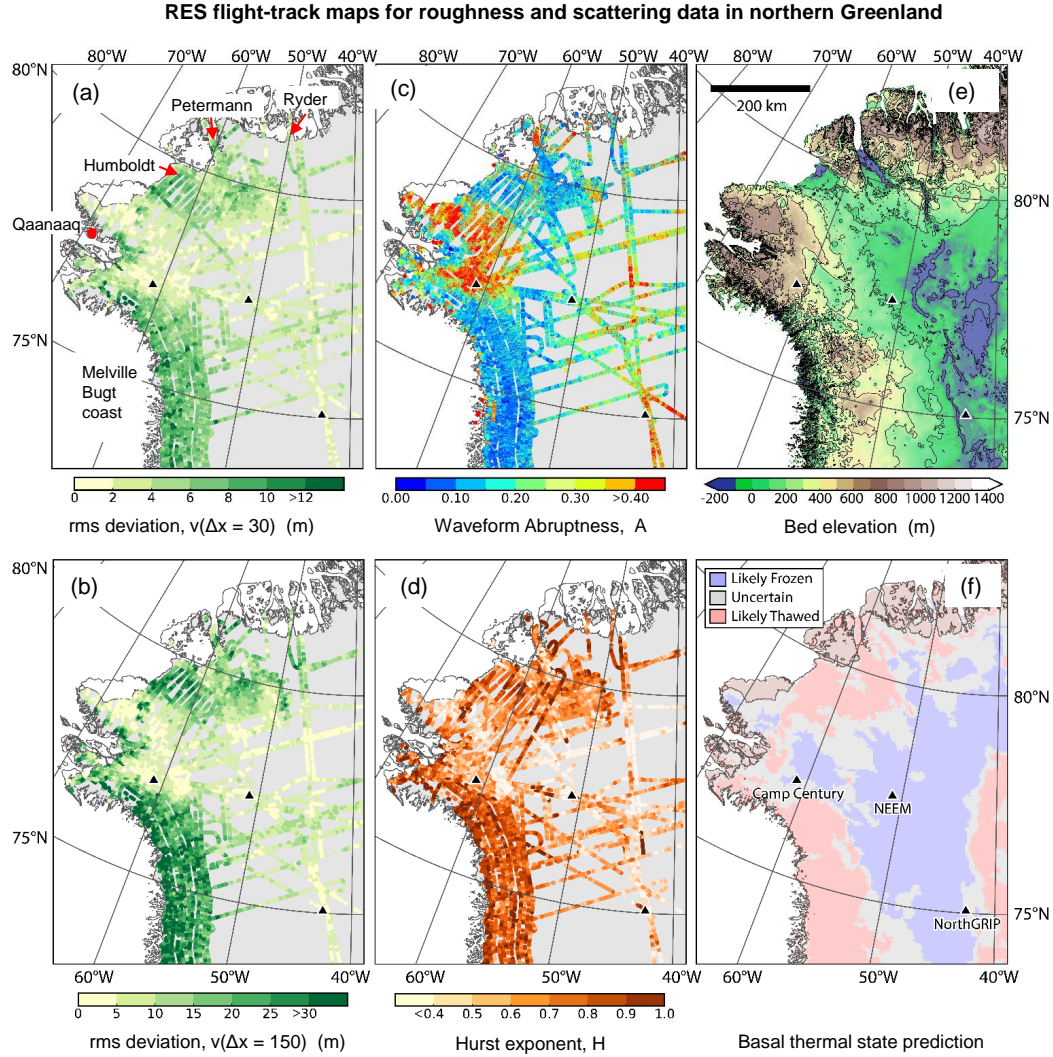 RES flight-track maps for roughness and scattering data in northern Greenland
80°W 70°W 60°W 50°W 40°W 80°W 70°W 60°W 50°W 40°W 80°W 70°W 60°W 50°W 40°W
80°N
(a)
Petermann
Ryder
Humboldt
Qaanaaq
75°N
Melville
Bugt
coast
(c)
(e)
200 km
80°N
75°N
0 2 4 6 8 10 >12
rms deviation, v(Δx = 30) (m)
0.00 0.10 0.20 0.30 >0.40
Waveform Abruptness, A
-200 0 200 400 600 800 1000 1200 1400
Bed elevation (m)
80°N
(b)
75°N
(d)
(f)
Likely Frozen
Uncertain
Likely Thawed
80°N
Camp Century
NEEM
NorthGRIP
75°N
60°W 50°W 40°W 60°W 50°W 40°W 60°W 50°W 40°W
0 5 10 15 20 25 >30
rms deviation, v(Δx = 150) (m)
<0.4 0.5 0.6 0.7 0.8 0.9 1.0
Hurst exponent, H
Basal thermal state prediction